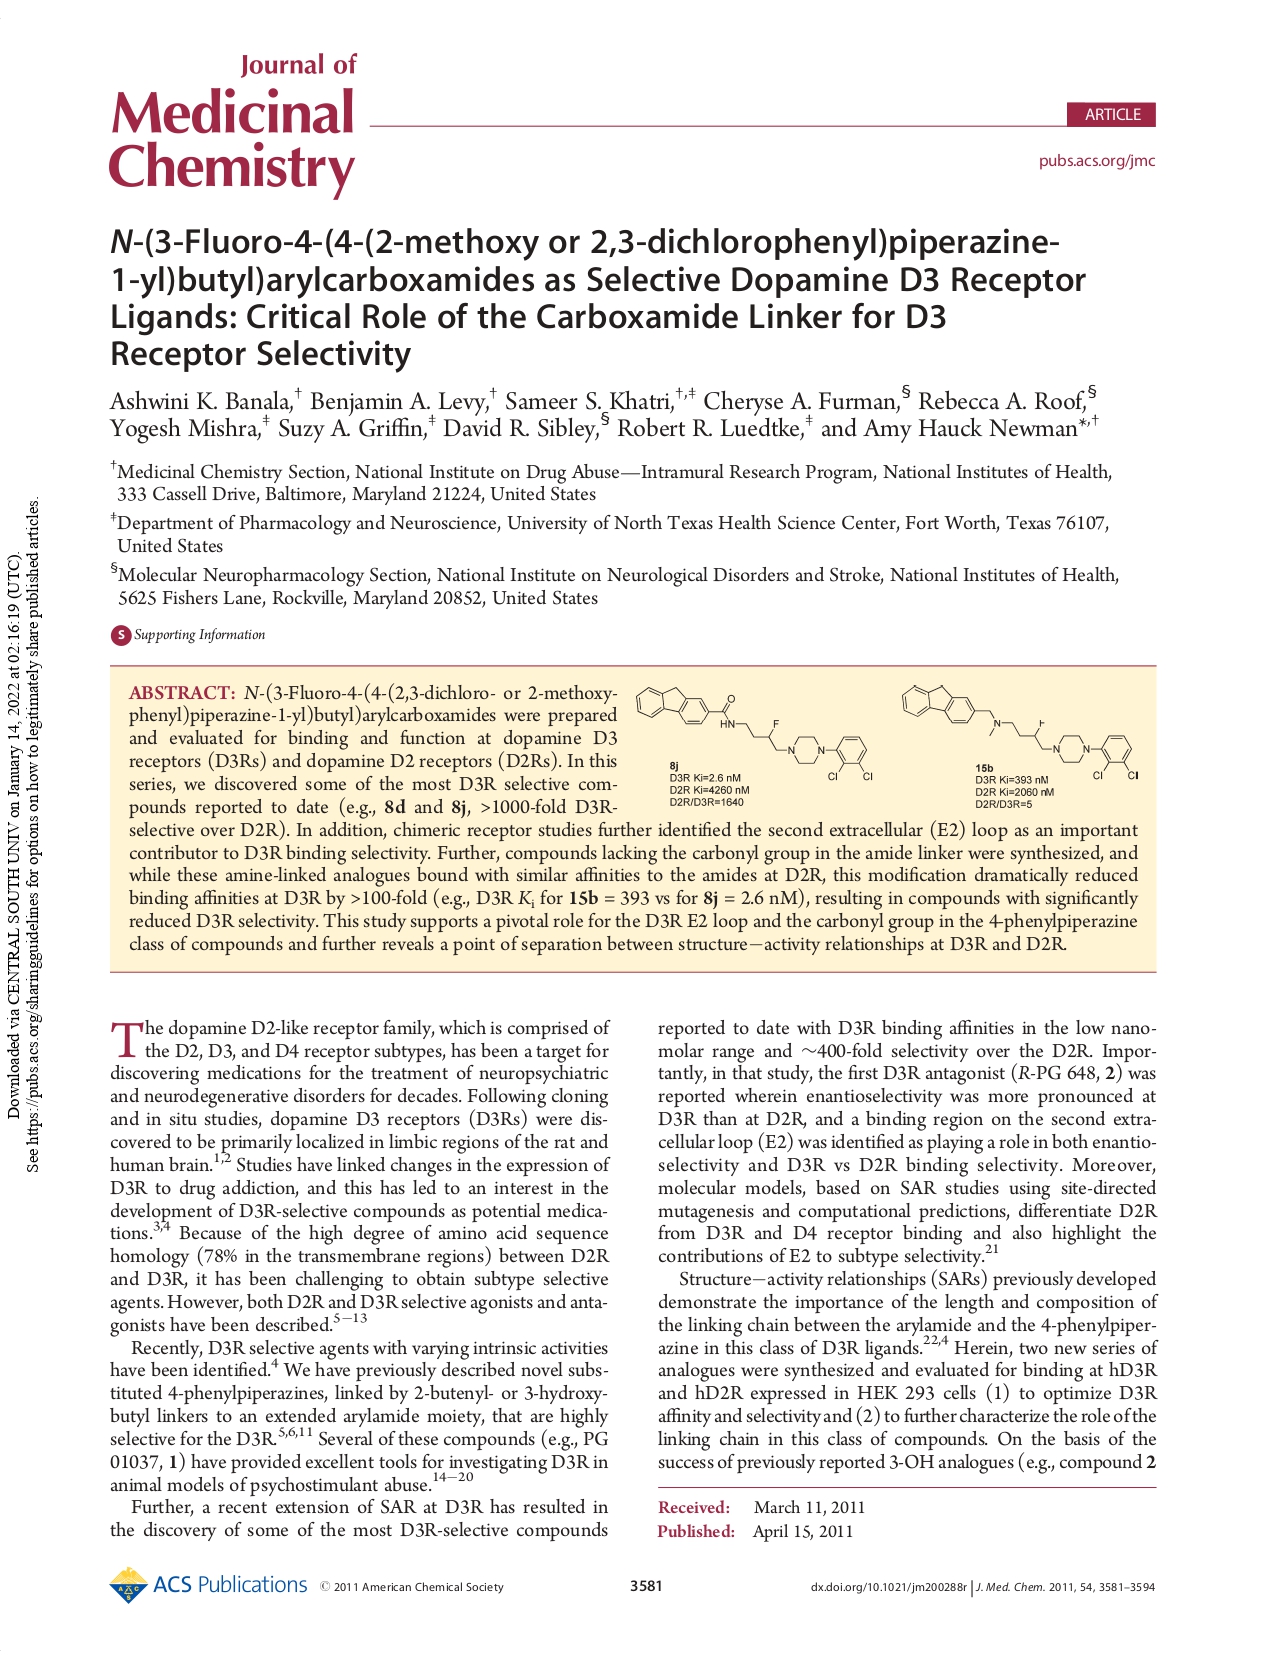 Journal of
Medicinal
Chemistry
ARTICLE
pubs.acs.org/jmc
N-(3-Fluoro-4-(4-(2-methoxy or 2,3-dichlorophenyl)piperazine-
1-yl)butyl)arylcarboxamides as Selective Dopamine D3 Receptor
Ligands: Critical Role of the Carboxamide Linker for D3
Receptor Selectivity
Ashwini K. Banala,† Benjamin A. Levy,† Sameer S. Khatri,†,‡ Cheryse A. Furman,§ Rebecca A. Roof,§
Yogesh Mishra,‡ Suzy A. Griffin,‡ David R. Sibley,§ Robert R. Luedtke,‡ and Amy Hauck Newman*,†
†Medicinal Chemistry Section, National Institute on Drug Abuse—Intramural Research Program, National Institutes of Health,
333 Cassell Drive, Baltimore, Maryland 21224, United States
‡Department of Pharmacology and Neuroscience, University of North Texas Health Science Center, Fort Worth, Texas 76107,
United States
§Molecular Neuropharmacology Section, National Institute on Neurological Disorders and Stroke, National Institutes of Health,
5625 Fishers Lane, Rockville, Maryland 20852, United States
S Supporting Information
ABSTRACT: N-(3-Fluoro-4-(4-(2,3-dichloro- or 2-methoxy-
phenyl)piperazine-1-yl)butyl)arylcarboxamides were prepared
and evaluated for binding and function at dopamine D3
receptors (D3Rs) and dopamine D2 receptors (D2Rs). In this
series, we discovered some of the most D3R selective com-
pounds reported to date (e.g., 8d and 8j, >1000-fold D3R-
selective over D2R). In addition, chimeric receptor studies further identified the second extracellular (E2) loop as an important
contributor to D3R binding selectivity. Further, compounds lacking the carbonyl group in the amide linker were synthesized, and
while these amine-linked analogues bound with similar affinities to the amides at D2R, this modification dramatically reduced
binding affinities at D3R by >100-fold (e.g., D3R Ki for 15b = 393 vs for 8j = 2.6 nM), resulting in compounds with significantly
reduced D3R selectivity. This study supports a pivotal role for the D3R E2 loop and the carbonyl group in the 4-phenylpiperazine
class of compounds and further reveals a point of separation between structure−activity relationships at D3R and D2R.
O
HN
F
N
N
Cl
Cl
8j
D3R Ki=2.6 nM
D2R Ki=4260 nM
D2R/D3R=1640
N
N
N
Cl
Cl
15b
D3R Ki=393 nM
D2R Ki=2060 nM
D2R/D3R=5
The dopamine D2-like receptor family, which is comprised of
the D2, D3, and D4 receptor subtypes, has been a target for
discovering medications for the treatment of neuropsychiatric
and neurodegenerative disorders for decades. Following cloning
and in situ studies, dopamine D3 receptors (D3Rs) were dis-
covered to be primarily localized in limbic regions of the rat and
human brain.1,2 Studies have linked changes in the expression of
D3R to drug addiction, and this has led to an interest in the
development of D3R-selective compounds as potential medica-
tions.3,4 Because of the high degree of amino acid sequence
homology (78% in the transmembrane regions) between D2R
and D3R, it has been challenging to obtain subtype selective
agents. However, both D2R and D3R selective agonists and anta-
gonists have been described.5−13
Recently, D3R selective agents with varying intrinsic activities
have been identified.4 We have previously described novel subs-
tituted 4-phenylpiperazines, linked by 2-butenyl- or 3-hydroxy-
butyl linkers to an extended arylamide moiety, that are highly
selective for the D3R.5,6,11 Several of these compounds (e.g., PG
01037, 1) have provided excellent tools for investigating D3R in
animal models of psychostimulant abuse.14−20
Further, a recent extension of SAR at D3R has resulted in
the discovery of some of the most D3R-selective compounds
reported to date with D3R binding affinities in the low nano-
molar range and ∼400-fold selectivity over the D2R. Impor-
tantly, in that study, the first D3R antagonist (R-PG 648, 2) was
reported wherein enantioselectivity was more pronounced at
D3R than at D2R, and a binding region on the second extra-
cellular loop (E2) was identified as playing a role in both enantio-
selectivity and D3R vs D2R binding selectivity. Moreover,
molecular models, based on SAR studies using site-directed
mutagenesis and computational predictions, differentiate D2R
from D3R and D4 receptor binding and also highlight the
contributions of E2 to subtype selectivity.21
Structure−activity relationships (SARs) previously developed
demonstrate the importance of the length and composition of
the linking chain between the arylamide and the 4-phenylpiper-
azine in this class of D3R ligands.22,4 Herein, two new series of
analogues were synthesized and evaluated for binding at hD3R
and hD2R expressed in HEK 293 cells (1) to optimize D3R
affinity and selectivity and (2) to further characterize the role of the
linking chain in this class of compounds. On the basis of the
success of previously reported 3-OH analogues (e.g., compound 2
Received: March 11, 2011
Published: April 15, 2011
ACS Publications © 2011 American Chemical Society
3581
dx.doi.org/10.1021/jm200288r | J. Med. Chem. 2011, 54, 3581–3594
Downloaded via CENTRAL SOUTH UNIV on January 14, 2022 at 02:16:19 (UTC).
See https://pubs.acs.org/sharingguidelines for options on how to legitimately share published articles.